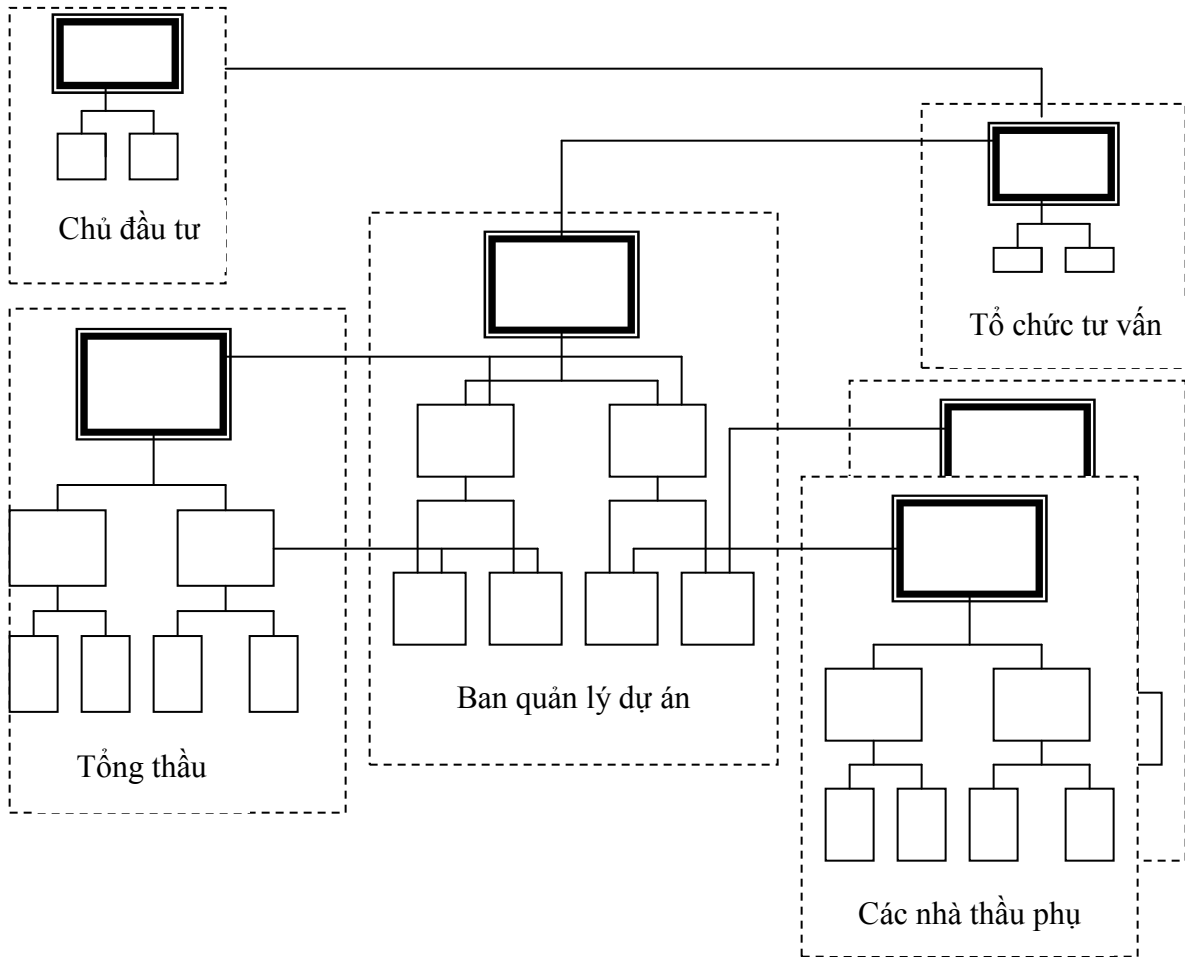 Chủ đầu tư
Tổ chức tư vấn
Ban quản lý dự án
Tổng thầu
Các nhà thầu phụ